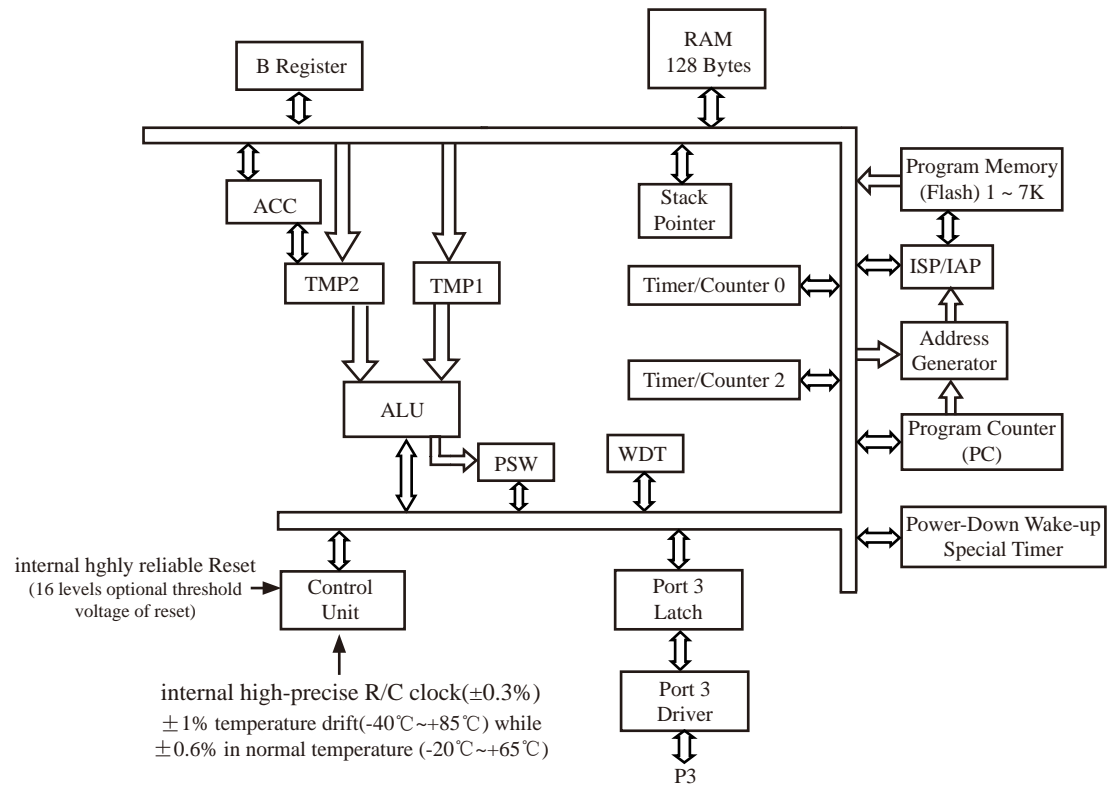 B Register
RAM
128 Bytes
ACC
Stack
Pointer
Program Memory
(Flash) 1 ~ 7K
TMP2
TMP1
Timer/Counter 0
ISP/IAP
Address
Generator
Timer/Counter 2
ALU
Program Counter
(PC)
PSW
WDT
Power-Down Wake-up
Special Timer
internal hghly reliable Reset
(16 levels optional threshold
voltage of reset)
Control
Unit
Port 3
Latch
internal high-precise R/C clock(±0.3%)
±1% temperature drift(-40℃~+85℃) while
±0.6% in normal temperature (-20℃~+65℃)
Port 3
Driver
P3